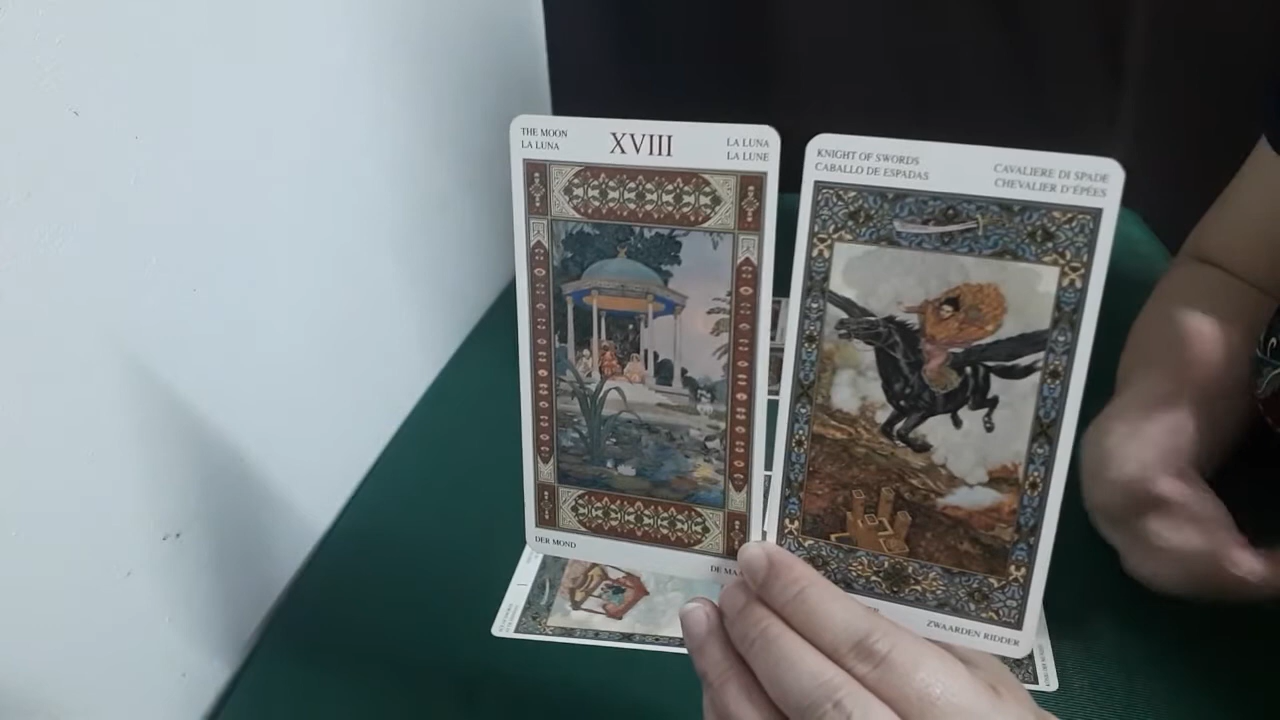 THE MOON
LA LUNA
XVIII
LA LUNA
LA LUNE
DER MOND
KNIGHT OF SWORDS
CABALLO DE ESPADAS
CAVALIERE DI SPADE
CHEVALIER D'ÉPÉES
ZWAARDEN RIDDER